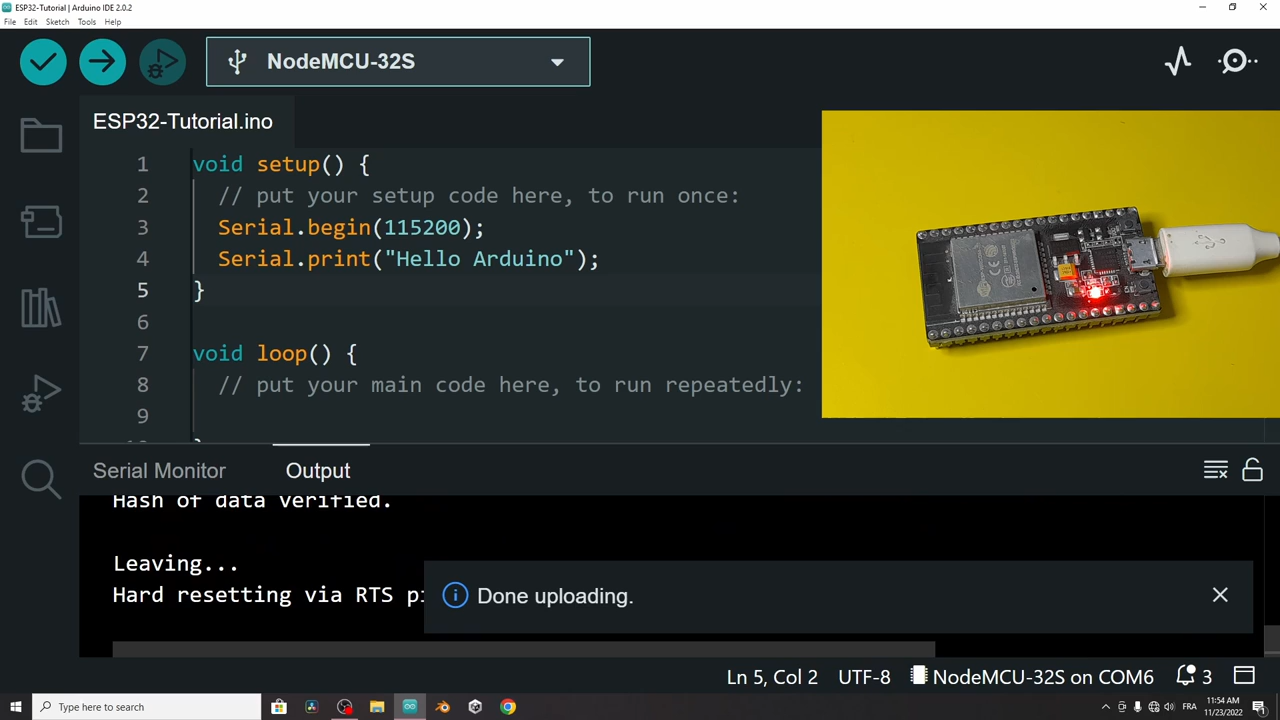 ESP32-Tutorial | Arduino IDE 2.0.2
File Edit Sketch Tools Help
NodeMCU-32S
ESP32-Tutorial.ino
1 void setup() {
2 // put your setup code here, to run once:
3 Serial.begin(115200);
4 Serial.print("Hello Arduino");
5 }
6
7 void loop() {
8 // put your main code here, to run repeatedly:
9
Serial Monitor Output
Hash of data verified.
Leaving...
Hard resetting via RTS
Done uploading.
Ln 5, Col 2 UTF-8 NodeMCU-32S on COM6 3
Type here to search
FRA
11:54 AM
11/23/2022
1